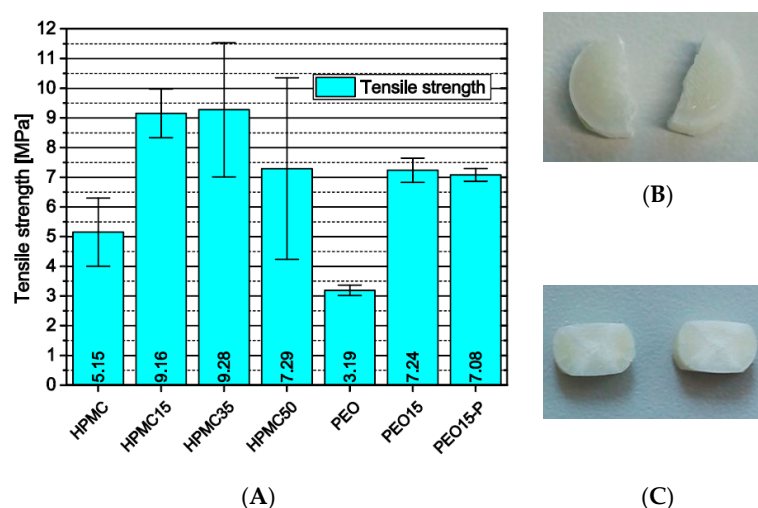 12
11
10
9
8
7
6
5
4
3
2
1
0
Tensile strength [MPa]
Tensile strength
5.15
9.16
9.28
7.29
3.19
7.24
7.08
HPMC
HPMC15
HPMC35
HPMC50
PEO
PEO15
PEO15-P
(A)
(B)
(C)